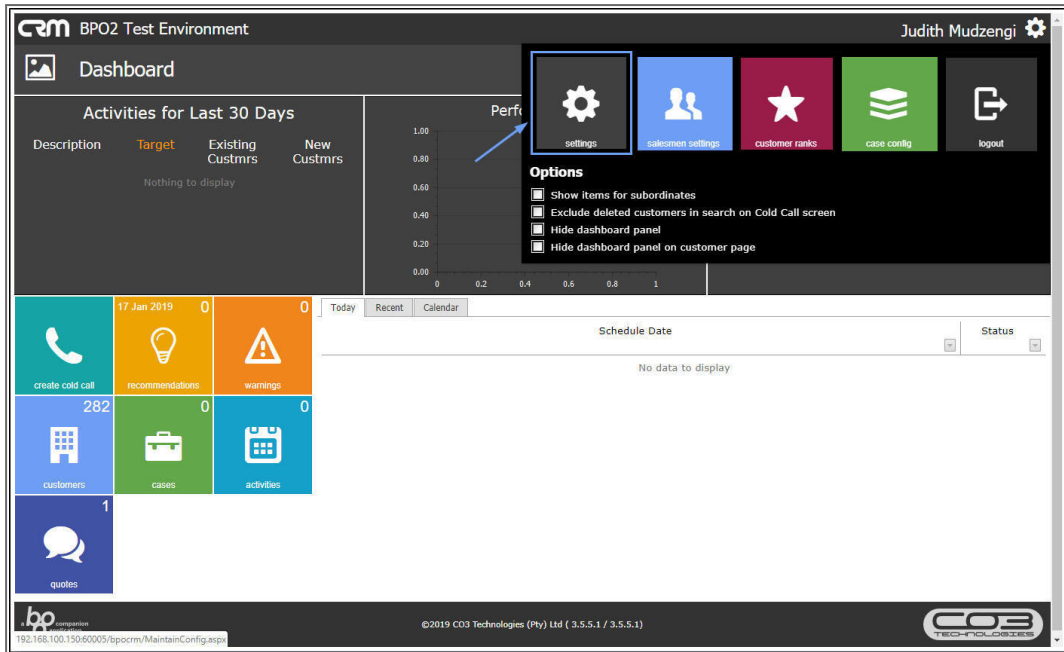 CRM BPO2 Test Environment
Judith Mudzengi
Dashboard
settings
salesmen settings
customer ranks
case config
logout
Options
Show items for subordinates
Exclude deleted customers in search on Cold Call screen
Hide dashboard panel
Hide dashboard panel on customer page
Activities for Last 30 Days
Description Target Existing Custmrs New Custmrs
Nothing to display
Perfo
1.00
0.80
0.60
0.40
0.20
0.00
0 0.2 0.4 0.6 0.8 1
create cold call
17 Jan 2019 0
recommendations
0
warnings
282
customers
0
cases
0
activities
1
quotes
Today Recent Calendar
Schedule Date Status
No data to display
a bp companion
©2019 CO3 Technologies (Pty) Ltd ( 3.5.5.1 / 3.5.5.1)
CO3
TECHNOLOGIES
192.168.100.150:60005/bpocrm/MaintainConfig.aspx